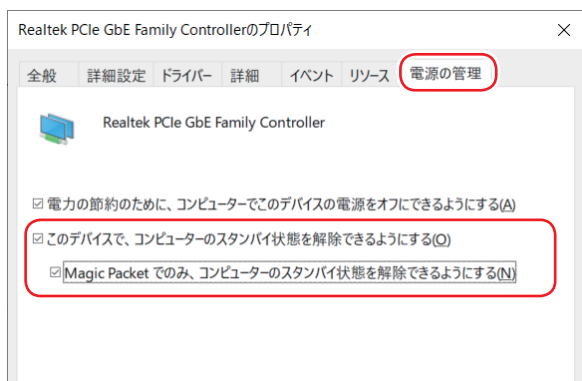 Realtek PCIe GbE Family Controllerのプロパティ
全般 詳細設定 ドライバー 詳細 イベント リソース 電源の管理
Realtek PCIe GbE Family Controller
電力の節約のために、コンピューターでこのデバイスの電源をオフにできるようにする(A)
このデバイスで、コンピューターのスタンバイ状態を解除できるようにする(O)
Magic Packet でのみ、コンピューターのスタンバイ状態を解除できるようにする(N)